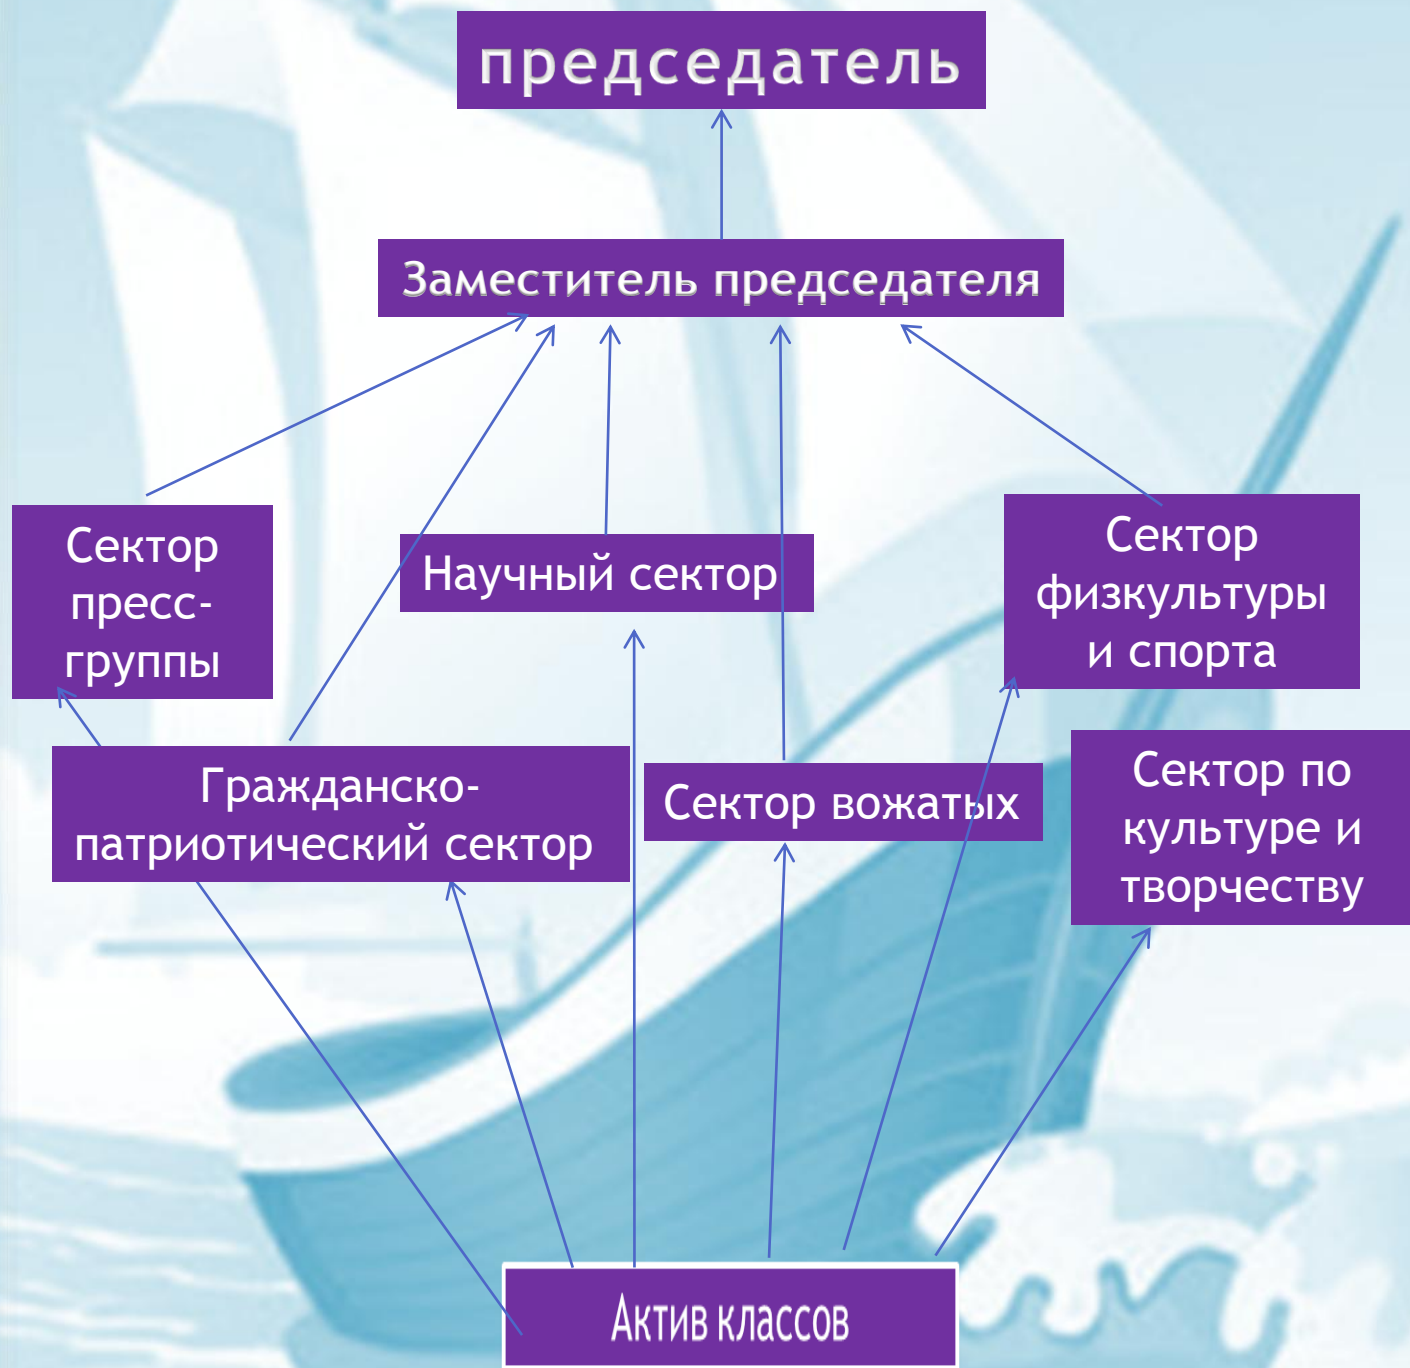 председатель
Заместитель председателя
Сектор
пресс-
группы
Научный сектор
Сектор
физкультуры
и спорта
Гражданско-
патриотический сектор
Сектор вожатых
Сектор по
культуре и
творчеству
Актив классов